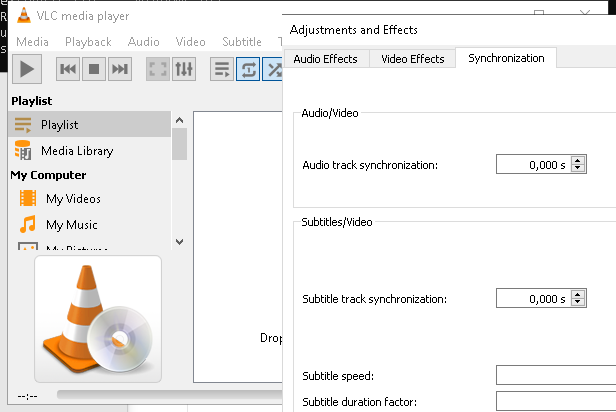 VLC media player
Media Playback Audio Video Subtitle
Adjustments and Effects
Audio Effects Video Effects Synchronization
Playlist
Playlist
Media Library
My Computer
My Videos
My Music
My Pictures
Drop
--:--
Audio/Video
Audio track synchronization: 0,000 s
Subtitles/Video
Subtitle track synchronization: 0,000 s
Subtitle speed:
Subtitle duration factor: